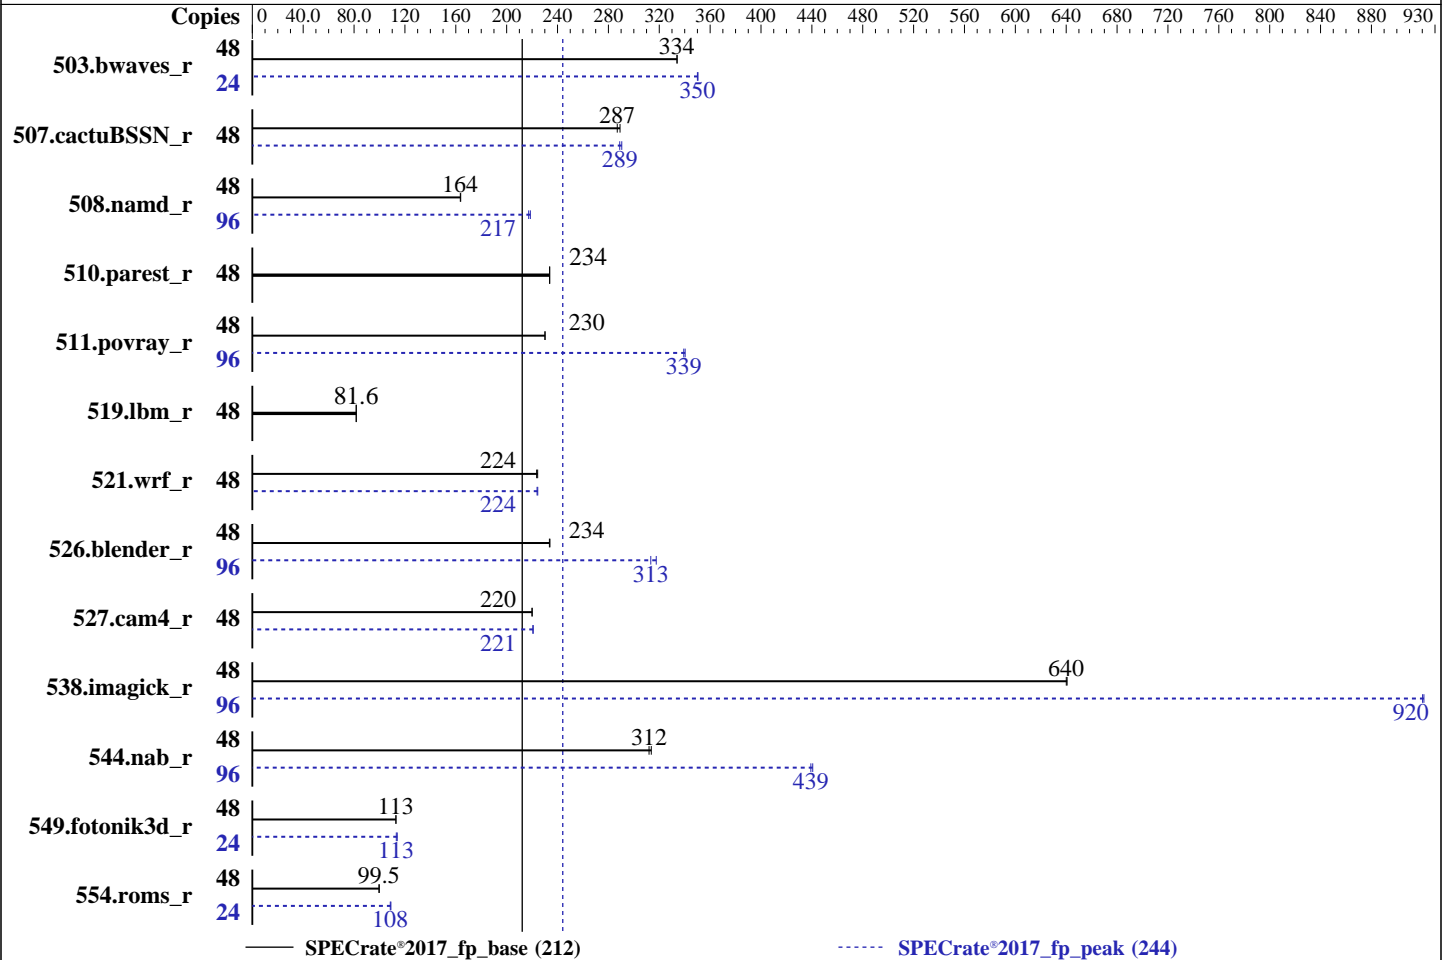 Copies 0 40.0 80.0 120 160 200 240 280 320 360 400 440 480 520 560 600 640 680 720 760 800 840 880 930
503.bwaves_r 48 334
24 350
507.cactuBSSN_r 48 287
289
508.namd_r 48 164
96 217
510.parest_r 48 234
511.povray_r 48 230
96 339
519.lbm_r 48 81.6
521.wrf_r 48 224
224
526.blender_r 48 234
96 313
527.cam4_r 48 220
221
538.imagick_r 48 640
96 920
544.nab_r 48 312
96 439
549.fotonik3d_r 48 113
24 113
554.roms_r 48 99.5
24 108
SPECrate®2017_fp_base (212) SPECrate®2017_fp_peak (244)